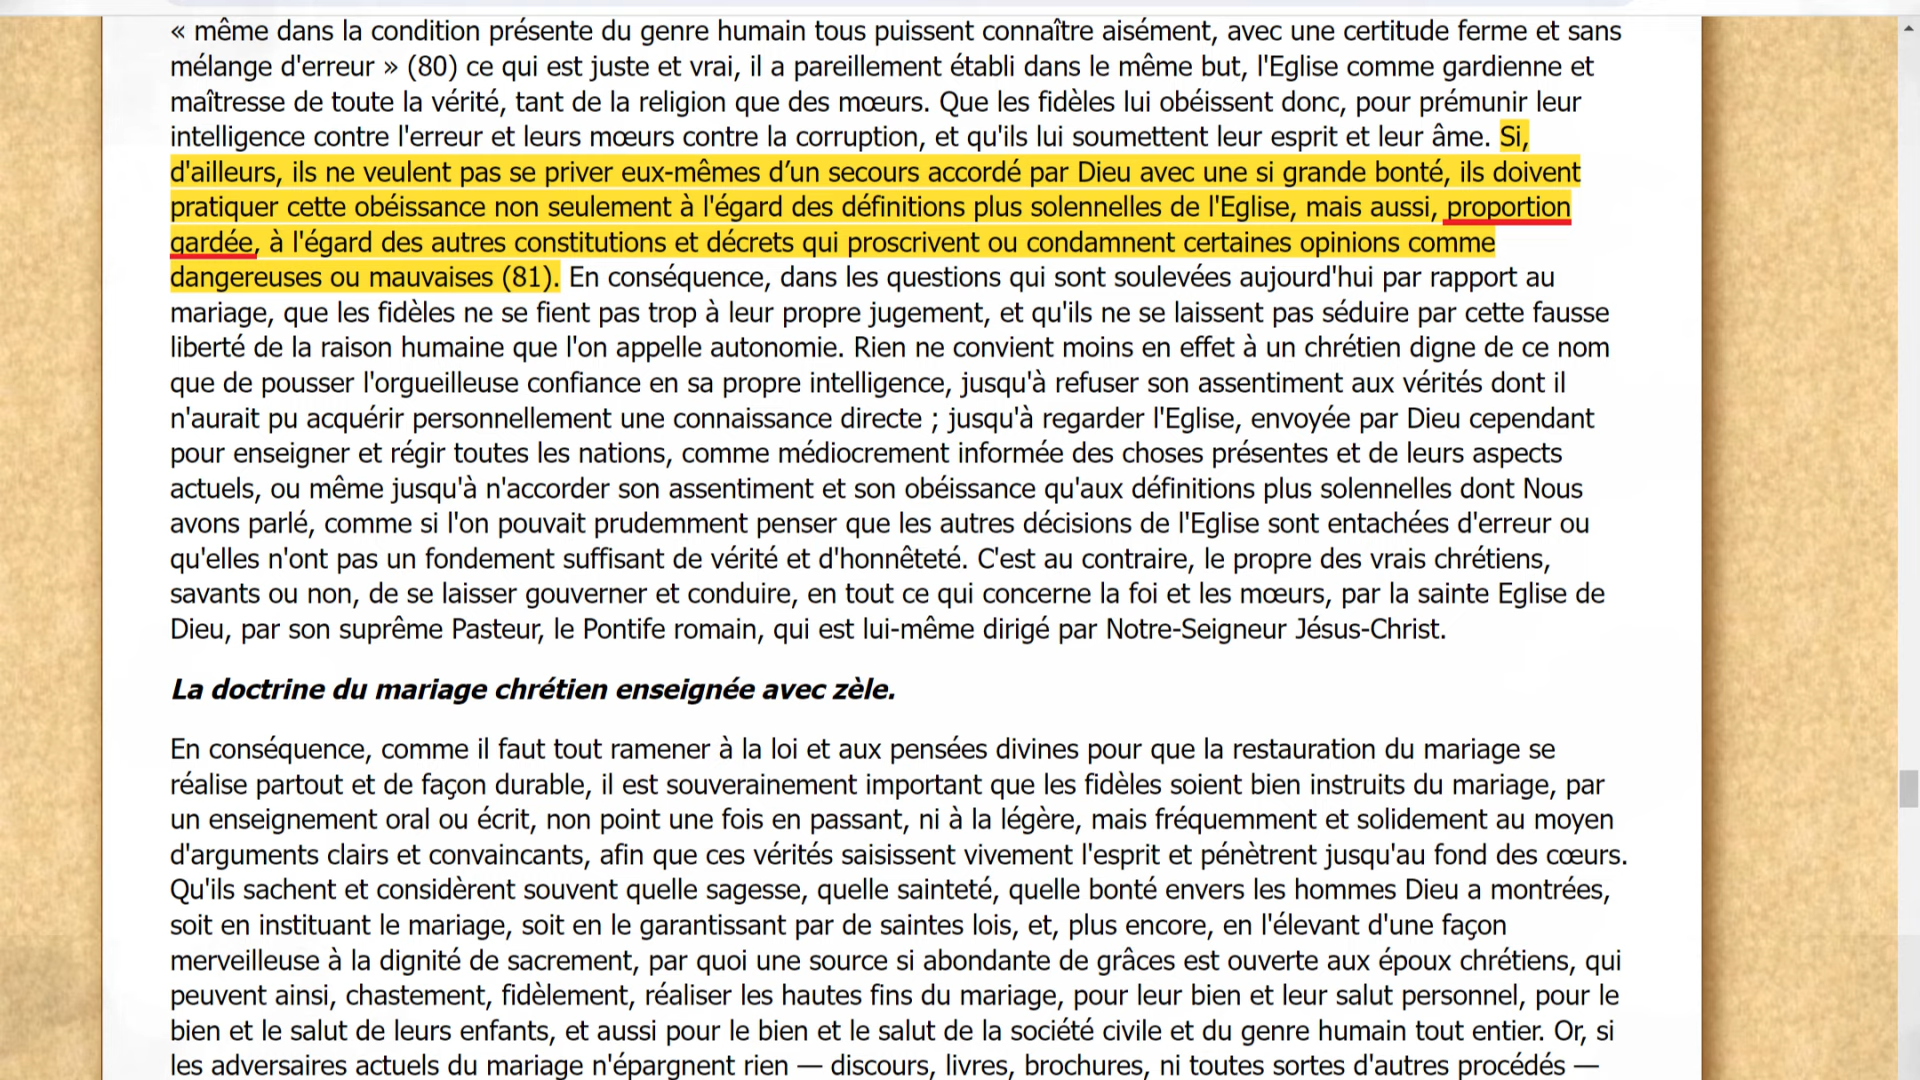 « même dans la condition présente du genre humain tous puissent connaître aisément, avec une certitude ferme et sans
mélange d'erreur » (80) ce qui est juste et vrai, il a pareillement établi dans le même but, l'Eglise comme gardienne et
maîtresse de toute la vérité, tant de la religion que des mœurs. Que les fidèles lui obéissent donc, pour prémunir leur
intelligence contre l'erreur et leurs mœurs contre la corruption, et qu'ils lui soumettent leur esprit et leur âme. Si,
d'ailleurs, ils ne veulent pas se priver eux-mêmes d’un secours accordé par Dieu avec une si grande bonté, ils doivent
pratiquer cette obéissance non seulement à l'égard des définitions plus solennelles de l'Eglise, mais aussi, proportion
gardée, à l'égard des autres constitutions et décrets qui proscrivent ou condamnent certaines opinions comme
dangereuses ou mauvaises (81). En conséquence, dans les questions qui sont soulevées aujourd'hui par rapport au
mariage, que les fidèles ne se fient pas trop à leur propre jugement, et qu'ils ne se laissent pas séduire par cette fausse
liberté de la raison humaine que l'on appelle autonomie. Rien ne convient moins en effet à un chrétien digne de ce nom
que de pousser l'orgueilleuse confiance en sa propre intelligence, jusqu'à refuser son assentiment aux vérités dont il
n'aurait pu acquérir personnellement une connaissance directe ; jusqu'à regarder l'Eglise, envoyée par Dieu cependant
pour enseigner et régir toutes les nations, comme médiocrement informée des choses présentes et de leurs aspects
actuels, ou même jusqu'à n'accorder son assentiment et son obéissance qu'aux définitions plus solennelles dont Nous
avons parlé, comme si l'on pouvait prudemment penser que les autres décisions de l'Eglise sont entachées d'erreur ou
qu'elles n'ont pas un fondement suffisant de vérité et d'honnêteté. C'est au contraire, le propre des vrais chrétiens,
savants ou non, de se laisser gouverner et conduire, en tout ce qui concerne la foi et les mœurs, par la sainte Eglise de
Dieu, par son suprême Pasteur, le Pontife romain, qui est lui-même dirigé par Notre-Seigneur Jésus-Christ.
La doctrine du mariage chrétien enseignée avec zèle.
En conséquence, comme il faut tout ramener à la loi et aux pensées divines pour que la restauration du mariage se
réalise partout et de façon durable, il est souverainement important que les fidèles soient bien instruits du mariage, par
un enseignement oral ou écrit, non point une fois en passant, ni à la légère, mais fréquemment et solidement au moyen
d'arguments clairs et convaincants, afin que ces vérités saisissent vivement l'esprit et pénètrent jusqu'au fond des cœurs.
Qu'ils sachent et considèrent souvent quelle sagesse, quelle sainteté, quelle bonté envers les hommes Dieu a montrées,
soit en instituant le mariage, soit en le garantissant par de saintes lois, et, plus encore, en l'élevant d'une façon
merveilleuse à la dignité de sacrement, par quoi une source si abondante de grâces est ouverte aux époux chrétiens, qui
peuvent ainsi, chastement, fidèlement, réaliser les hautes fins du mariage, pour leur bien et leur salut personnel, pour le
bien et le salut de leurs enfants, et aussi pour le bien et le salut de la société civile et du genre humain tout entier. Or, si
les adversaires actuels du mariage n'épargnent rien — discours, livres, brochures, ni toutes sortes d'autres procédés —